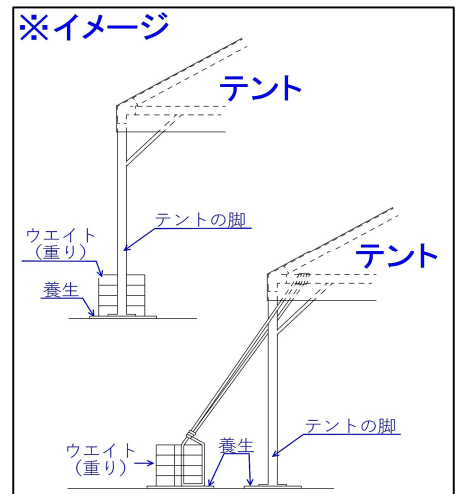 ※イメージ
テント
テントの脚
ウエイト
(重り)
養生
テント
テントの脚
養生
ウエイト
(重り)